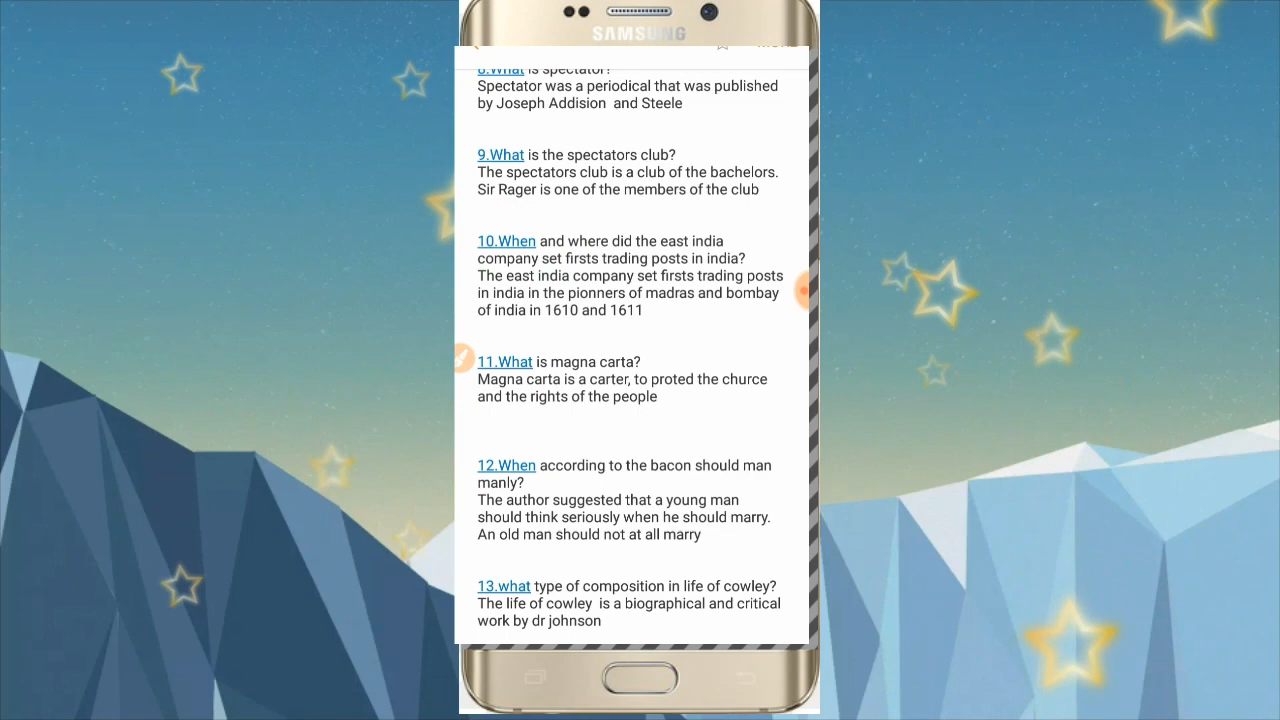 SAMSUNG
8.What is spectator?
Spectator was a periodical that was published
by Joseph Addision and Steele
9.What is the spectators club?
The spectators club is a club of the bachelors.
Sir Rager is one of the members of the club
10.When and where did the east india
company set firsts trading posts in india?
The east india company set firsts trading posts
in india in the pionners of madras and bombay
of india in 1610 and 1611
11.What is magna carta?
Magna carta is a carter, to proted the churce
and the rights of the people
12.When according to the bacon should man
manly?
The author suggested that a young man
should think seriously when he should marry.
An old man should not at all marry
13.what type of composition in life of cowley?
The life of cowley is a biographical and critical
work by dr johnson